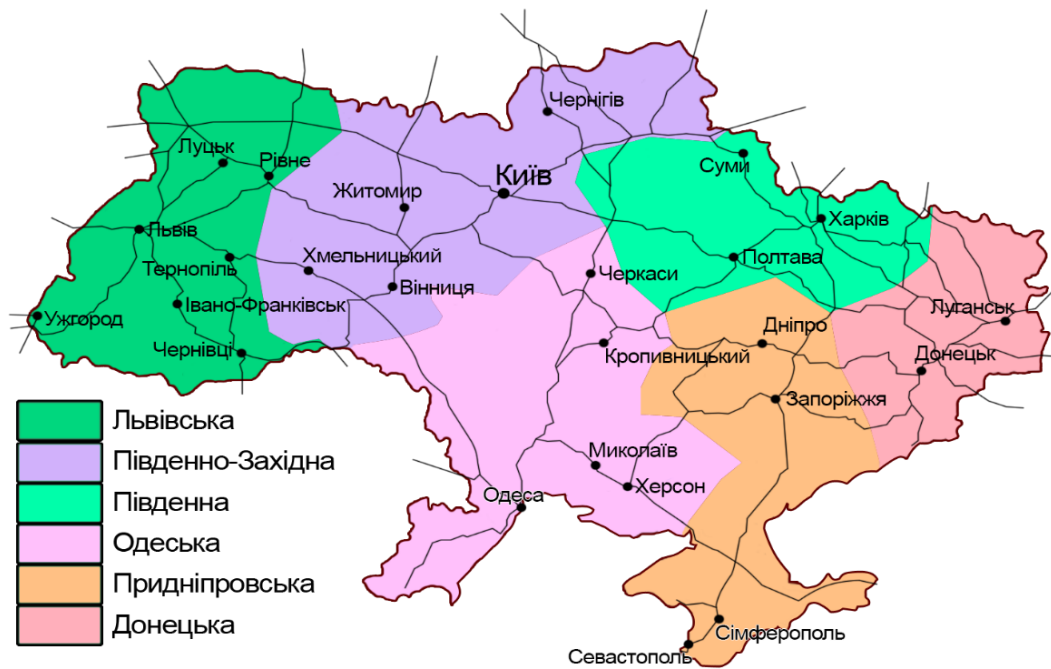 Чернігів
Луцьк
Рівне
Суми
Київ
Житомир
Харків
Львів
Хмельницький
Полтава
Тернопіль
Черкаси
Вінниця
Івано-Франківськ
Луганськ
Ужгород
Дніпро
Чернівці
Кропивницький
Донецьк
Запоріжжя
Львівська
Південно-Західна
Південна
Одеська
Придніпровська
Донецька
Миколаїв
Херсон
Одеса
Сімферополь
Севастополь